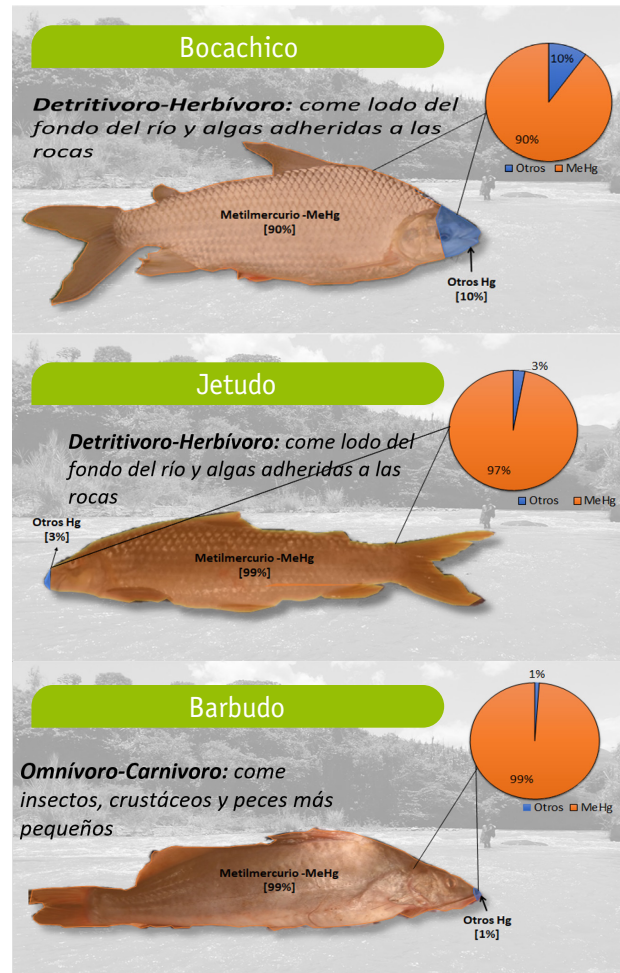 Bocachico
10%
Detritivoro-Herbívoro: come lodo del
fondo del río y algas adheridas a las
rocas
90%
Otros MeHg
Metilmercurio -MeHg
[90%]
Otros Hg
[10%]
Jetudo
3%
Detritivoro-Herbívoro: come lodo del
fondo del río y algas adheridas a las
rocas
97%
Otros MeHg
Otros Hg
[3%]
Metilmercurio -MeHg
[99%]
Barbudo
1%
Omnívoro-Carnivoro: come
insectos, crustáceos y peces más
pequeños
99%
Otros MeHg
Metilmercurio -MeHg
[99%]
Otros Hg
[1%]